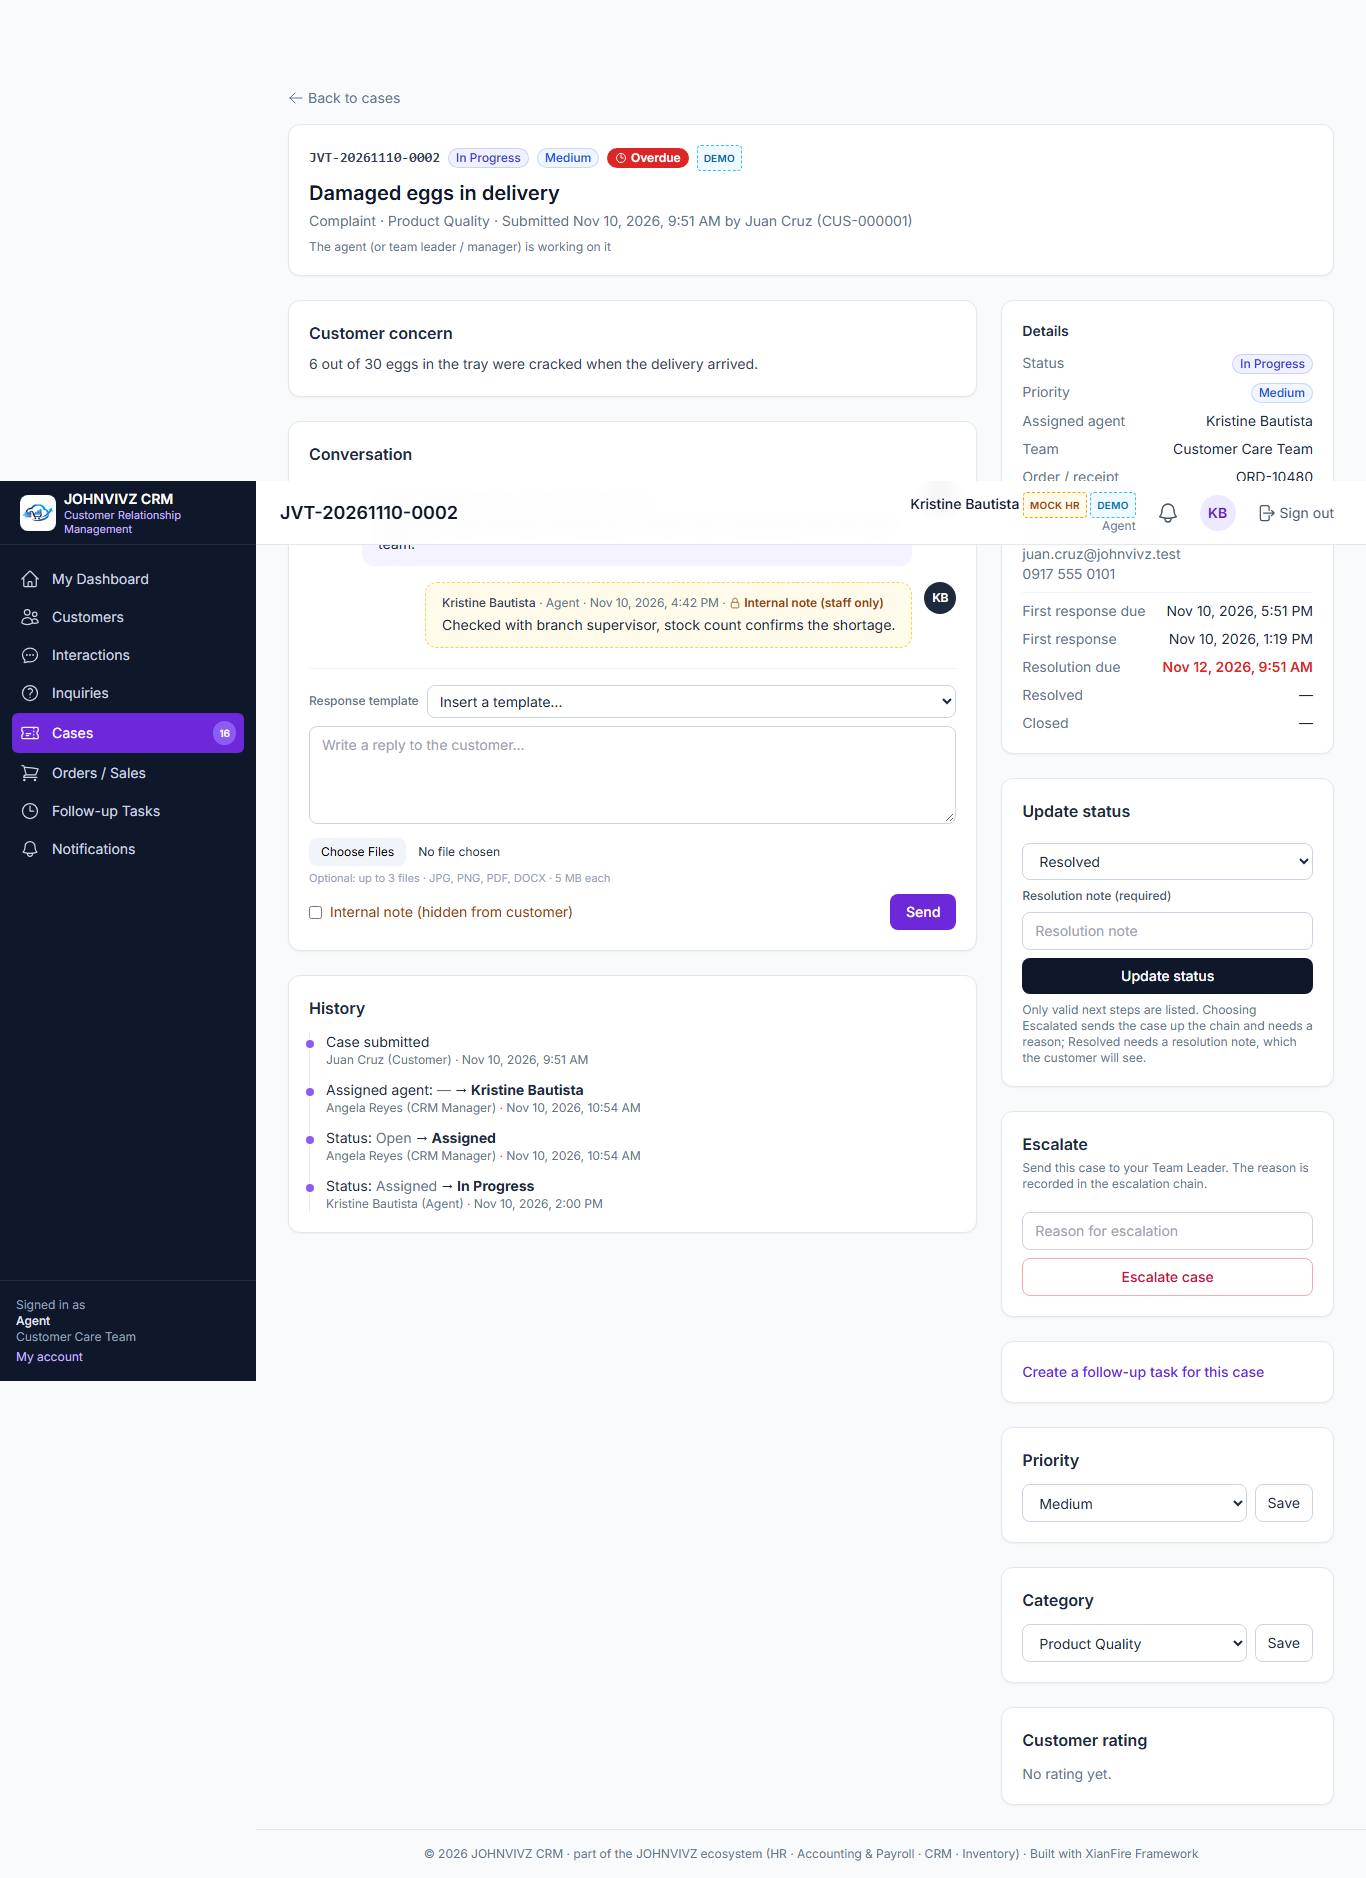 ← Back to cases
JVT-20261110-0002 In Progress Medium Overdue DEMO
Damaged eggs in delivery
Complaint · Product Quality · Submitted Nov 10, 2026, 9:51 AM by Juan Cruz (CUS-000001)
The agent (or team leader / manager) is working on it
Customer concern
6 out of 30 eggs in the tray were cracked when the delivery arrived.
Conversation
Details
Status In Progress
Priority Medium
Assigned agent Kristine Bautista
Team Customer Care Team
Order / receipt ORD-10480
JOHNVIVZ CRM
Customer Relationship
Management
JVT-20261110-0002
Kristine Bautista MOCK HR DEMO
Agent
KB
Sign out
My Dashboard
Customers
Interactions
Inquiries
Cases 16
Orders / Sales
Follow-up Tasks
Notifications
Signed in as
Agent
Customer Care Team
My account
team.
Kristine Bautista · Agent · Nov 10, 2026, 4:42 PM · Internal note (staff only)
Checked with branch supervisor, stock count confirms the shortage.
KB
Response template Insert a template...
Write a reply to the customer...
Choose Files No file chosen
Optional: up to 3 files · JPG, PNG, PDF, DOCX · 5 MB each
Internal note (hidden from customer)
Send
History
Case submitted
Juan Cruz (Customer) · Nov 10, 2026, 9:51 AM
Assigned agent: — → Kristine Bautista
Angela Reyes (CRM Manager) · Nov 10, 2026, 10:54 AM
Status: Open → Assigned
Angela Reyes (CRM Manager) · Nov 10, 2026, 10:54 AM
Status: Assigned → In Progress
Kristine Bautista (Agent) · Nov 10, 2026, 2:00 PM
juan.cruz@johnvivz.test
0917 555 0101
First response due Nov 10, 2026, 5:51 PM
First response Nov 10, 2026, 1:19 PM
Resolution due Nov 12, 2026, 9:51 AM
Resolved —
Closed —
Update status
Resolved
Resolution note (required)
Resolution note
Update status
Only valid next steps are listed. Choosing
Escalated sends the case up the chain and needs a
reason; Resolved needs a resolution note, which
the customer will see.
Escalate
Send this case to your Team Leader. The reason is
recorded in the escalation chain.
Reason for escalation
Escalate case
Create a follow-up task for this case
Priority
Medium Save
Category
Product Quality Save
Customer rating
No rating yet.
© 2026 JOHNVIVZ CRM · part of the JOHNVIVZ ecosystem (HR · Accounting & Payroll · CRM · Inventory) · Built with XianFire Framework